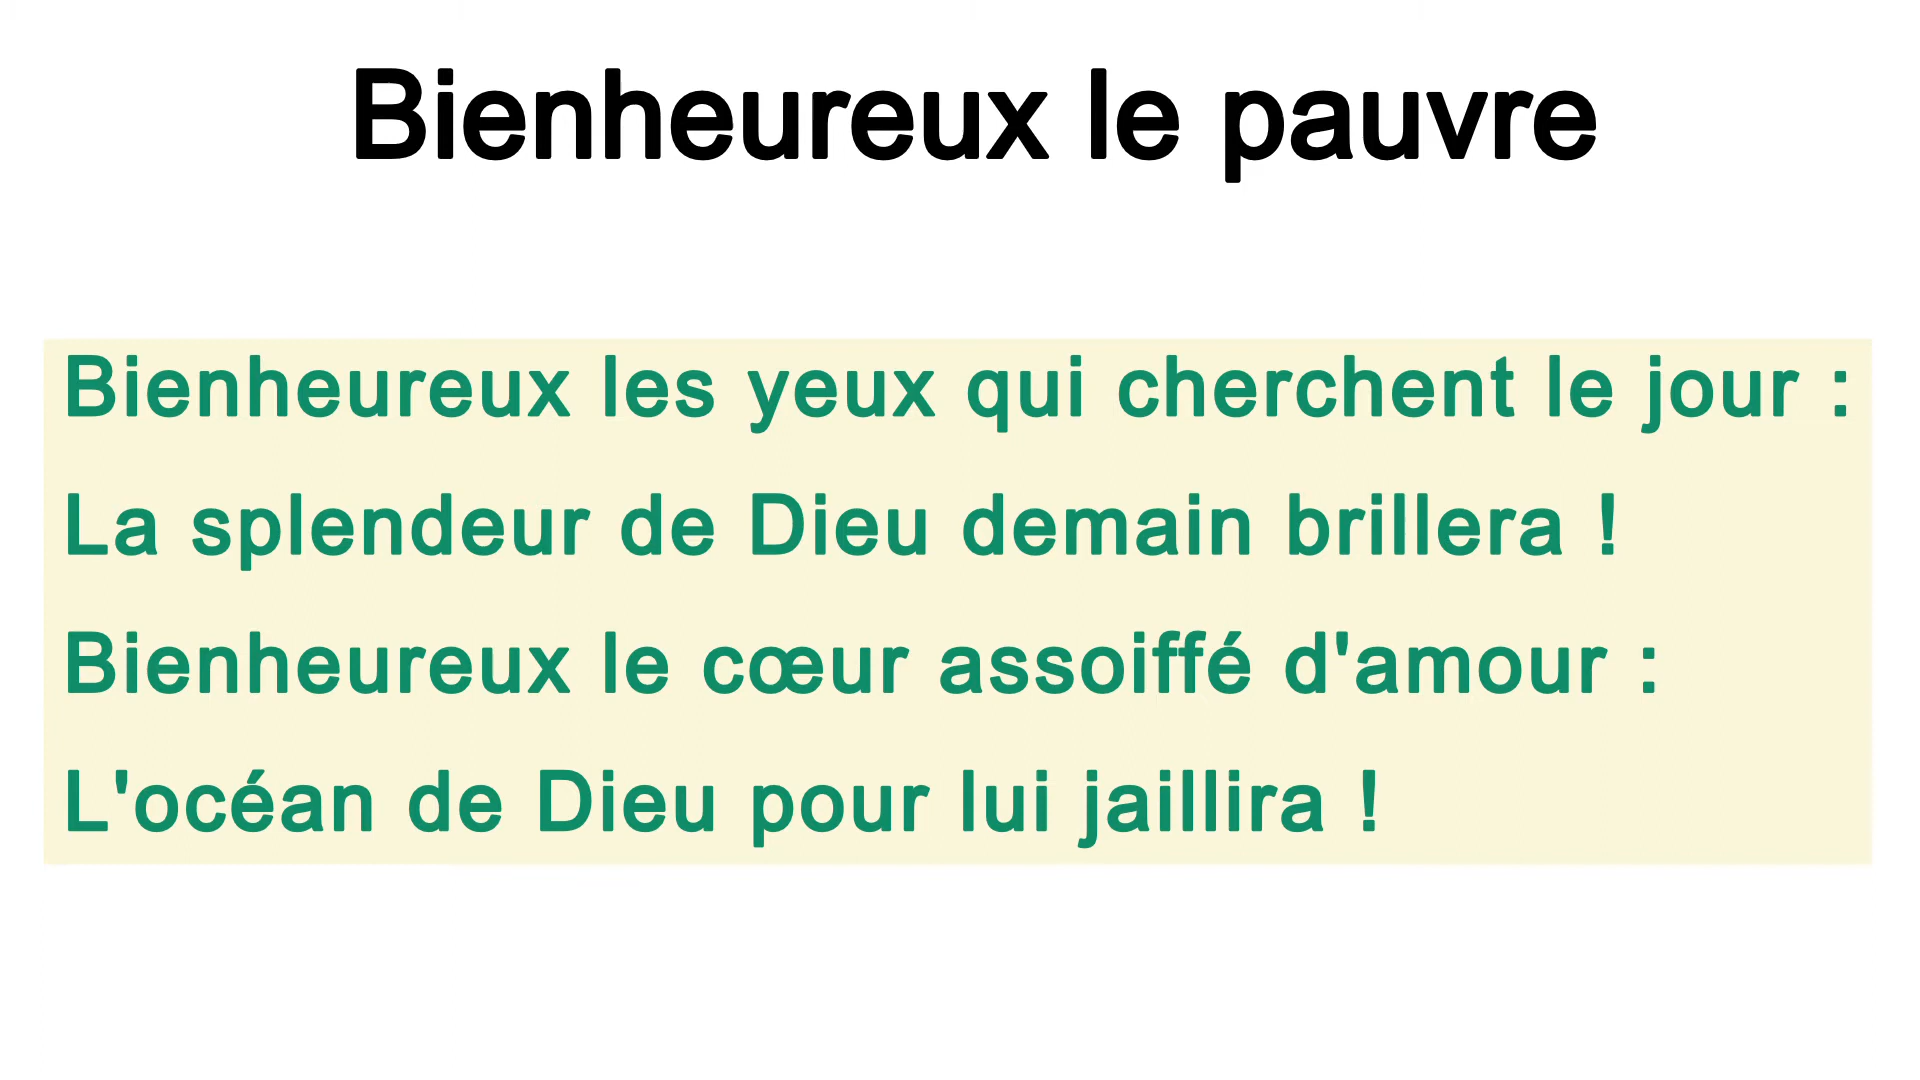 Bienheureux le pauvre
Bienheureux les yeux qui cherchent le jour :
La splendeur de Dieu demain brillera !
Bienheureux le cœur assoiffé d'amour :
L'océan de Dieu pour lui jaillira !